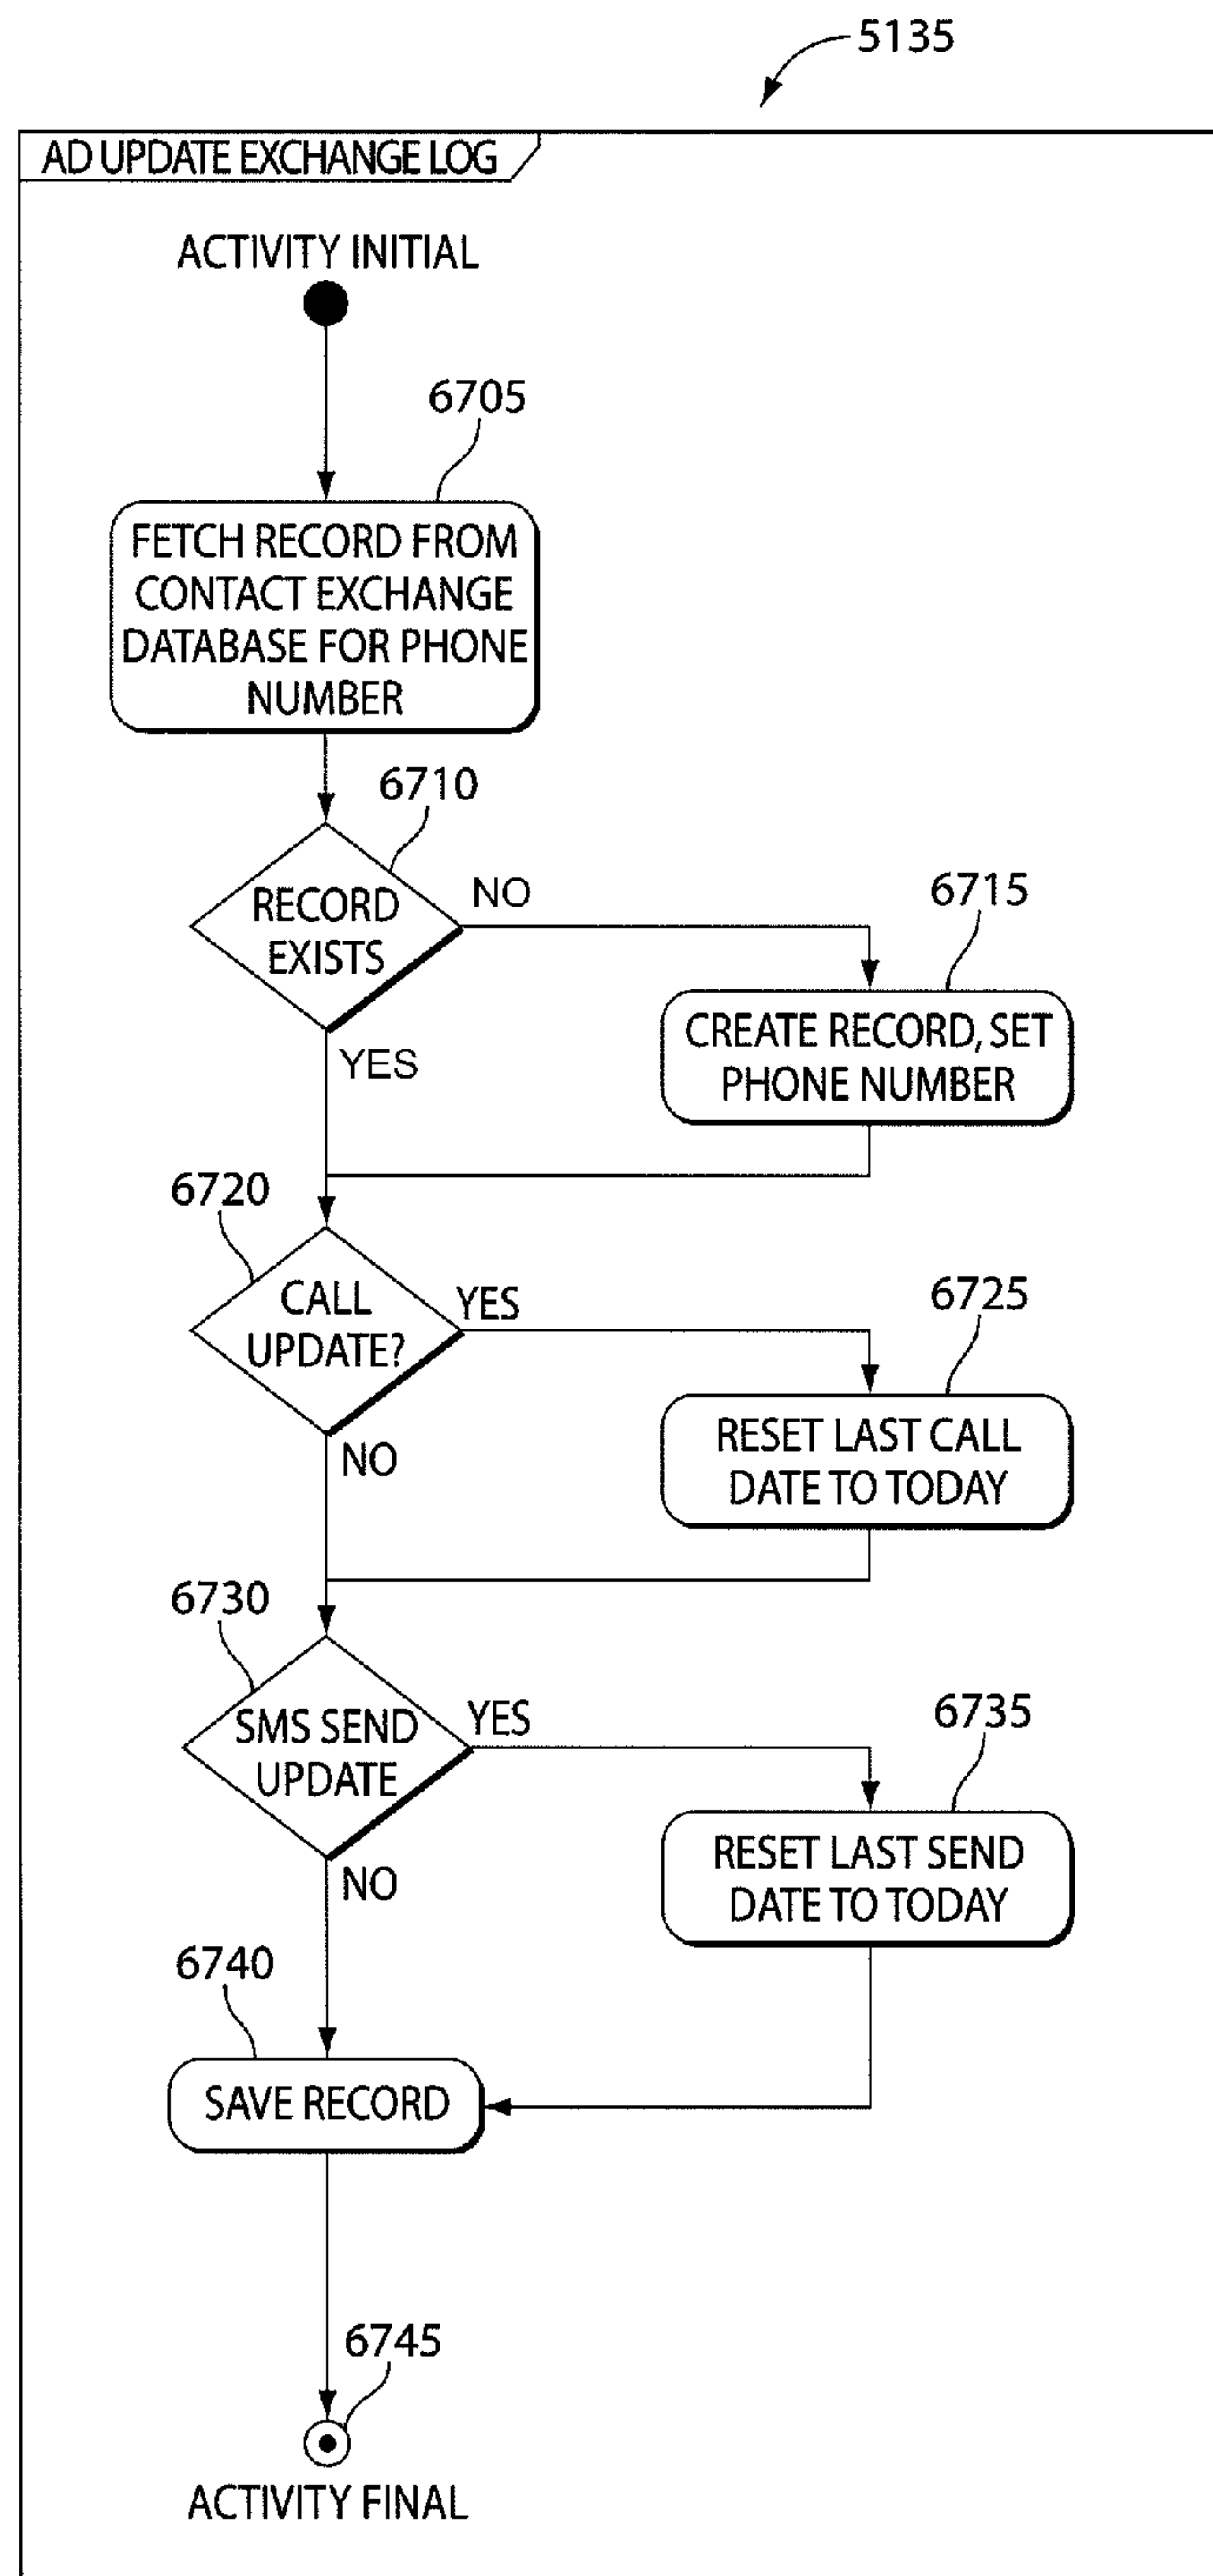 5135
AD UPDATE EXCHANGE LOG
ACTIVITY INITIAL
6705
FETCH RECORD FROM
CONTACT EXCHANGE
DATABASE FOR PHONE
NUMBER
6710
RECORD
EXISTS
NO
YES
6715
CREATE RECORD, SET
PHONE NUMBER
6720
CALL
UPDATE?
YES
NO
6725
RESET LAST CALL
DATE TO TODAY
6730
SMS SEND
UPDATE
YES
NO
6735
RESET LAST SEND
DATE TO TODAY
6740
SAVE RECORD
6745
ACTIVITY FINAL